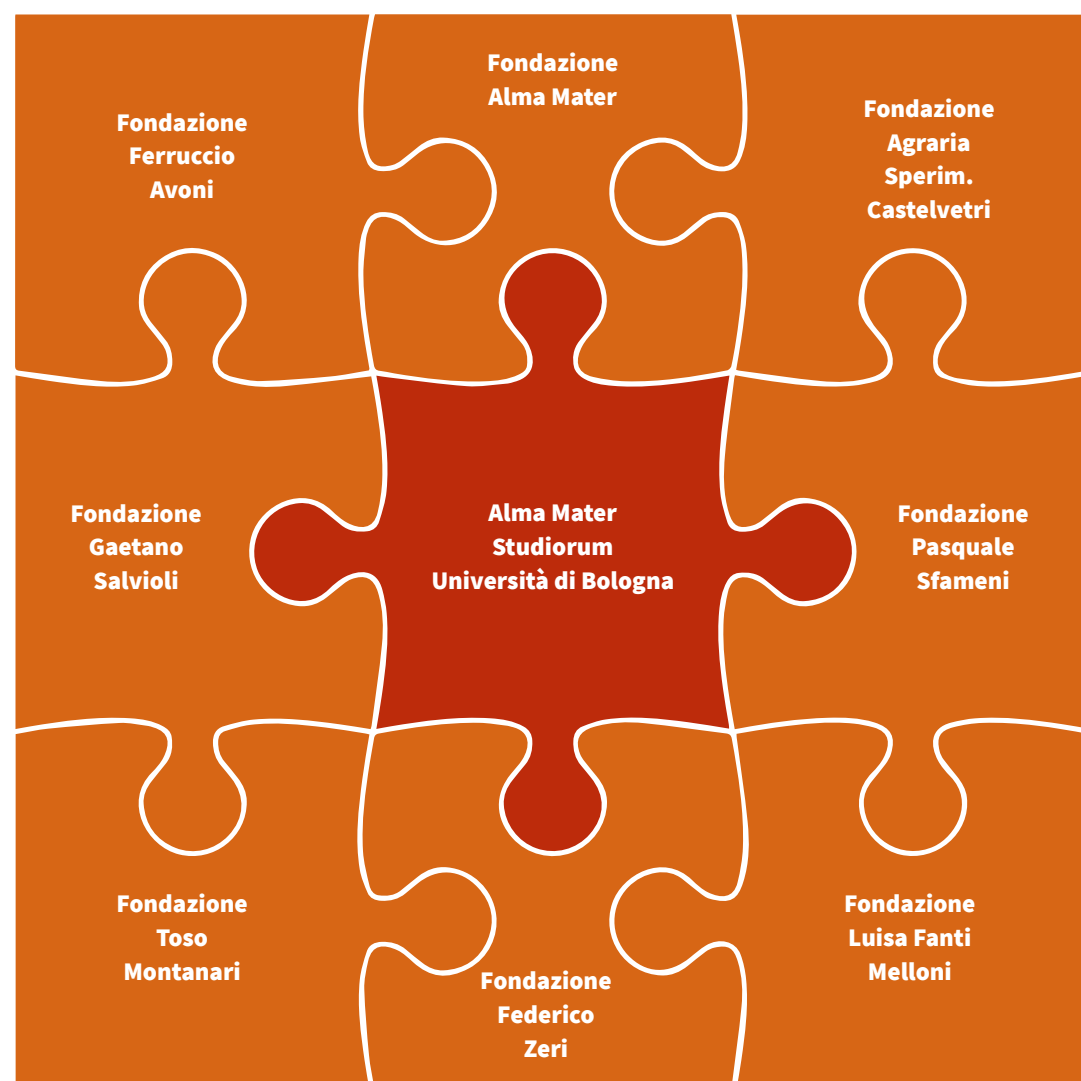 Fondazione
Ferruccio
Avoni
Fondazione
Alma Mater
Fondazione
Agraria
Sperim.
Castelvetri
Fondazione
Gaetano
Salvioli
Alma Mater
Studiorum
Università di Bologna
Fondazione
Pasquale
Sfameni
Fondazione
Toso
Montanari
Fondazione
Federico
Zeri
Fondazione
Luisa Fanti
Melloni